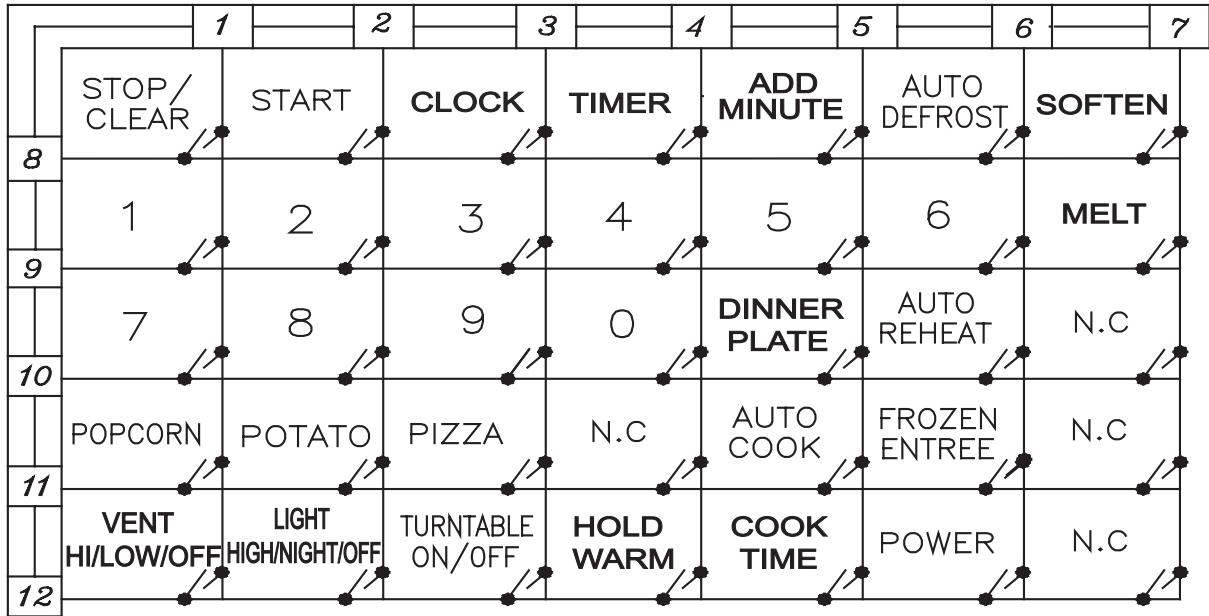 1 2 3 4 5 6 7
STOP/ CLEAR START CLOCK TIMER ADD MINUTE AUTO DEFROST SOFTEN
8
1 2 3 4 5 6 MELT
9
7 8 9 0 DINNER PLATE AUTO REHEAT N.C
10
POPCORN POTATO PIZZA N.C AUTO COOK FROZEN ENTREE N.C
11
VENT HI/LOW/OFF LIGHT HIGH/NIGHT/OFF TURNTABLE ON/OFF HOLD WARM COOK TIME POWER N.C
12